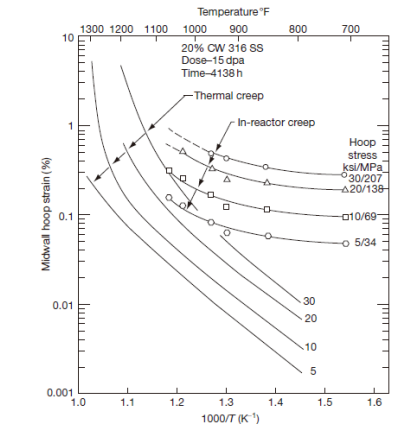 Temperature°F
1300 1200 1100 1000 900 800 700
10
20% CW 316 SS
Dose–15 dpa
Time–4138 h
Thermal creep
In-reactor creep
1
Hoop
stress
ksi/MPa
30/207
20/138
10/69
0.1
5/34
Midwall hoop strain (%)
0.01
30
20
10
5
0.001
1.0 1.1 1.2 1.3 1.4 1.5 1.6
1000/T (K⁻¹)